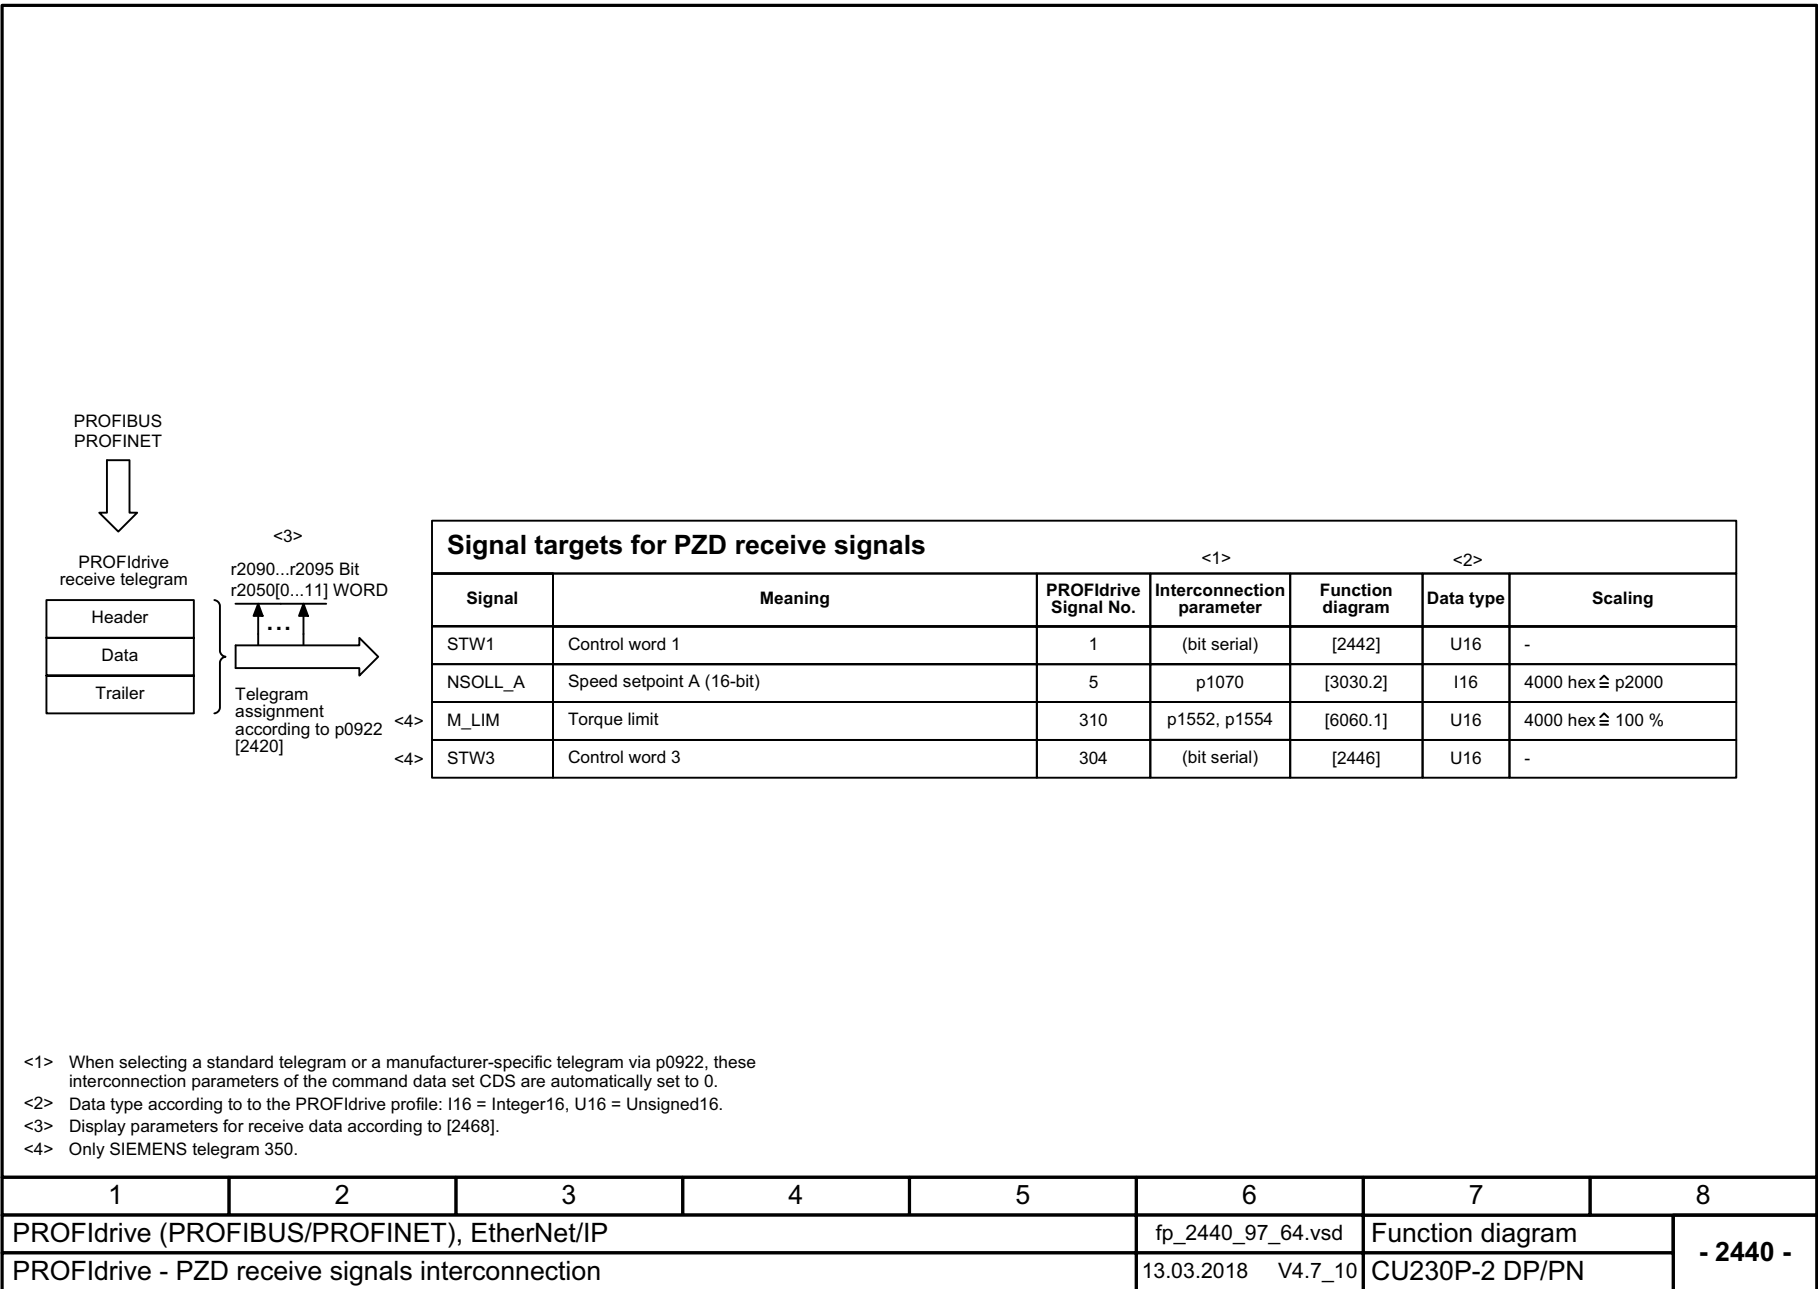 PROFIBUS
PROFINET
PROFIdrive
receive telegram
Header
Data
Trailer
<3>
r2090...r2095 Bit
r2050[0...11] WORD
...
Telegram
assignment
according to p0922
[2420]
Signal targets for PZD receive signals
<1> <2>
Signal Meaning PROFIdrive Signal No. Interconnection parameter Function diagram Data type Scaling
STW1 Control word 1 1 (bit serial) [2442] U16 -
NSOLL_A Speed setpoint A (16-bit) 5 p1070 [3030.2] I16 4000 hex ≙ p2000
<4> M_LIM Torque limit 310 p1552, p1554 [6060.1] U16 4000 hex ≙ 100 %
<4> STW3 Control word 3 304 (bit serial) [2446] U16 -
<1> When selecting a standard telegram or a manufacturer-specific telegram via p0922, these
interconnection parameters of the command data set CDS are automatically set to 0.
<2> Data type according to to the PROFIdrive profile: I16 = Integer16, U16 = Unsigned16.
<3> Display parameters for receive data according to [2468].
<4> Only SIEMENS telegram 350.
1 2 3 4 5 6 7 8
PROFIdrive (PROFIBUS/PROFINET), EtherNet/IP fp_2440_97_64.vsd Function diagram
- 2440 -
PROFIdrive - PZD receive signals interconnection 13.03.2018 V4.7_10 CU230P-2 DP/PN